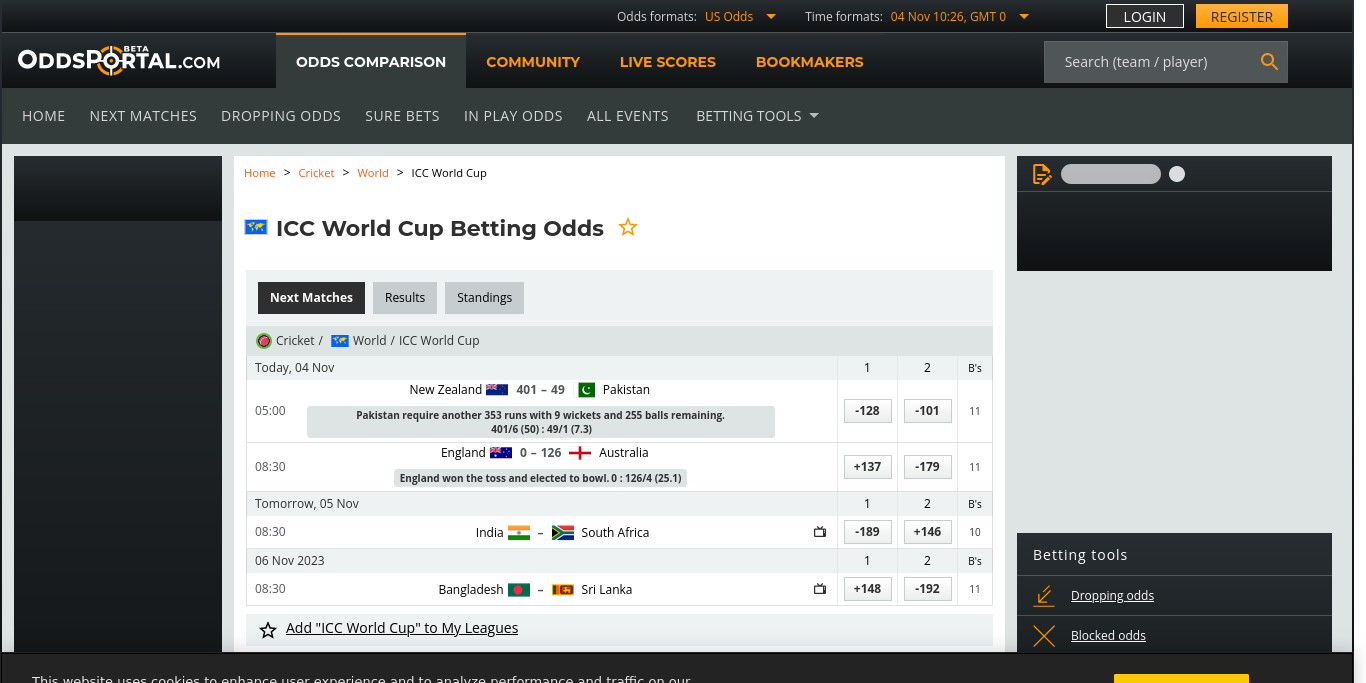 Odds formats: US Odds Time formats: 04 Nov 10:26, GMT 0 LOGIN REGISTER
ODDSPORTAL.COM BETA
ODDS COMPARISON COMMUNITY LIVE SCORES BOOKMAKERS Search (team / player)
HOME NEXT MATCHES DROPPING ODDS SURE BETS IN PLAY ODDS ALL EVENTS BETTING TOOLS
Home > Cricket > World > ICC World Cup
ICC World Cup Betting Odds
Next Matches Results Standings
Cricket / World / ICC World Cup
Today, 04 Nov 1 2 B's
New Zealand 401 – 49 Pakistan
05:00 -128 -101 11
Pakistan require another 353 runs with 9 wickets and 255 balls remaining.
401/6 (50) : 49/1 (7.3)
England 0 – 126 Australia
08:30 +137 -179 11
England won the toss and elected to bowl. 0 : 126/4 (25.1)
Tomorrow, 05 Nov 1 2 B's
08:30 India – South Africa -189 +146 10
06 Nov 2023 1 2 B's
08:30 Bangladesh – Sri Lanka +148 -192 11
Add "ICC World Cup" to My Leagues
Betting tools
Dropping odds
Blocked odds
This website uses cookies to enhance user experience and to analyze performance and traffic on our